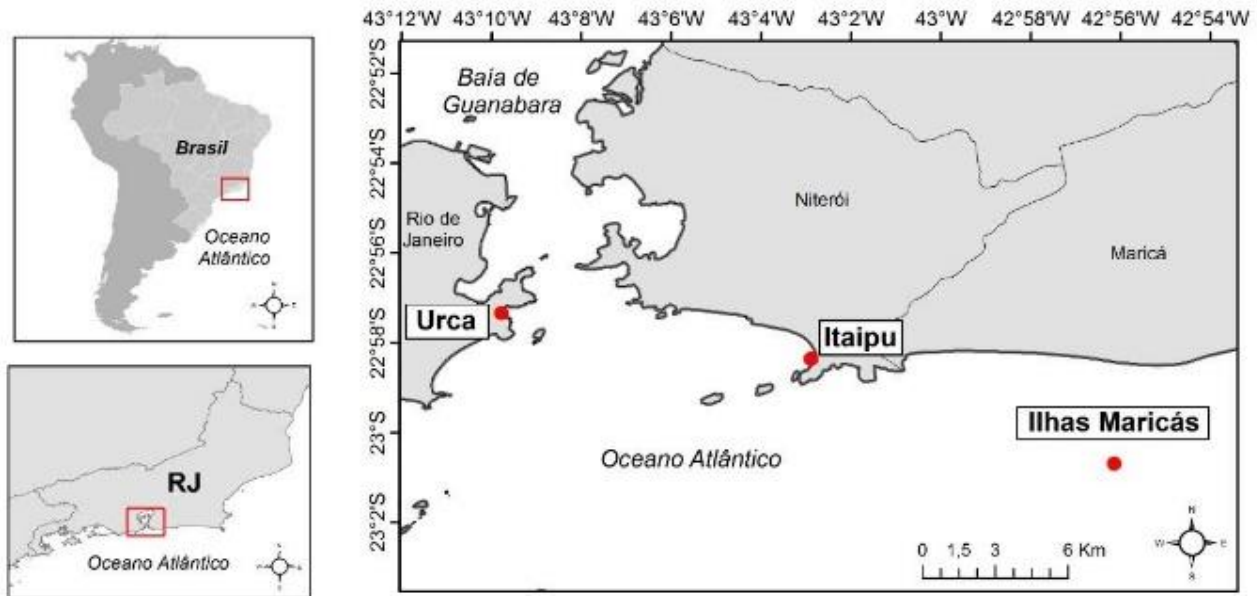 Brasil
Oceano
Atlântico
N
W
E
S
RJ
Oceano Atlântico
N
W
E
S
43°12'W 43°10'W 43°8'W 43°6'W 43°4'W 43°2'W 43°W 42°58'W 42°56'W 42°54'W
22°52'S
22°54'S
22°56'S
22°58'S
23°S
23°2'S
Baía de
Guanabara
Niterói
Rio de
Janeiro
Maricá
Urca
Itaipu
Ilhas Maricás
Oceano Atlântico
N
W
E
S
0 1,5 3 6 Km